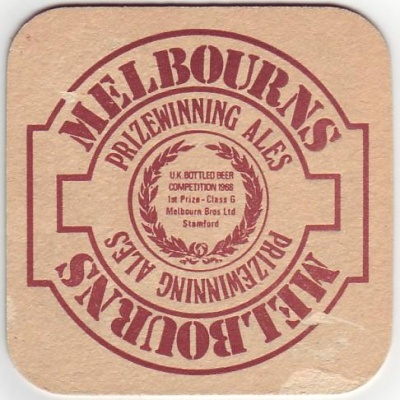 MELBOURNS
PRIZEWINNING ALES
U.K. BOTTLED BEER
COMPETITION 1968
1st Prize - Class G
Melbourn Bros Ltd
Stamford
PRIZEWINNING ALES
MELBOURNS